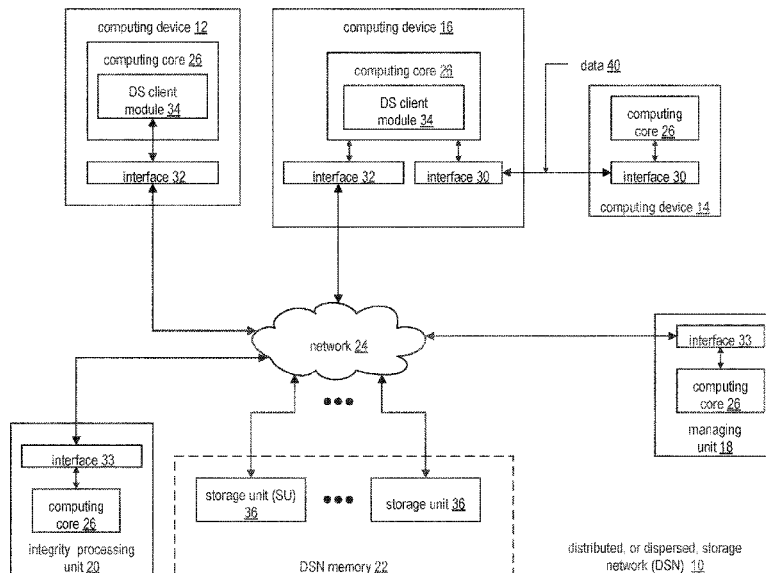 computing device 12
computing core 26
DS client
module 34
interface 32
computing device 16
computing core 26
DS client
module 34
interface 32
interface 30
data 40
computing
core 26
interface 30
computing device 14
network 24
interface 33
computing
core 26
managing
unit 18
interface 33
computing
core 26
integrity processing
unit 20
storage unit (SU)
36
storage unit 36
DSN memory 22
distributed, or dispersed, storage
network (DSN) 10